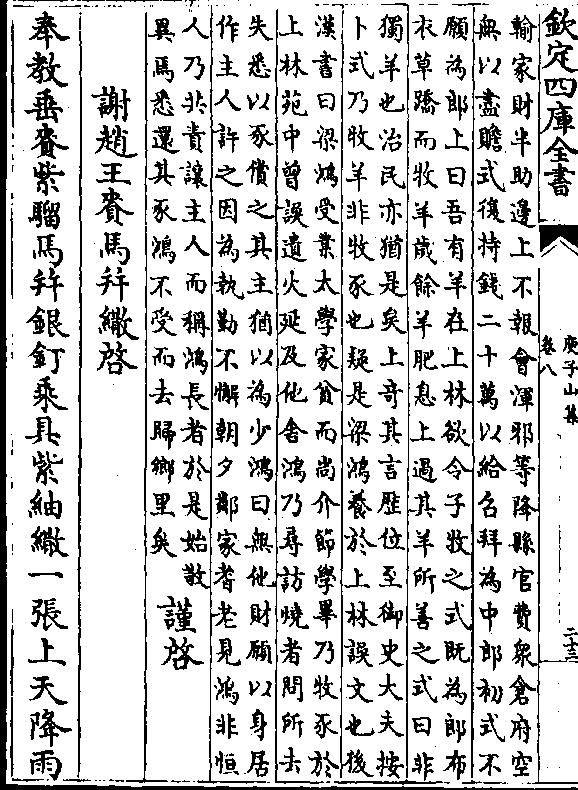 欽定四庫全書
庾子山集
卷八
二十三
輸家財半助邊上不報會渾邪等降縣官費衆倉府空
無以盡贍式復持錢二十萬以給召拜為中郎初式不
願為郎上曰吾有羊在上林欲令子牧之式既為郎布
衣草蹻而牧羊歲餘羊肥息上過其羊所善之式曰非
獨羊也治民亦猶是矣上奇其言歴位至御史大夫按
卜式乃牧羊非牧豕也疑是梁鴻養於上林誤文也後
漢書曰梁鴻受業太學家貧而尚介節學畢乃牧豕於
上林苑中曾誤遺火延及他舍鴻乃尋訪燒者問所去
失悉以豕償之其主猶以為少鴻曰無他財願以身居
作主人許之因為執勤不懈朝夕鄰家耆老見鴻非恒
人乃共責讓主人而稱鴻長者於是始敬
異焉悉還其豕鴻不受而去歸鄉里矣
謹啓
謝趙王賚馬并繖啓
奉教垂賚紫騮馬并銀釘乘具紫紬繖一張上天降雨